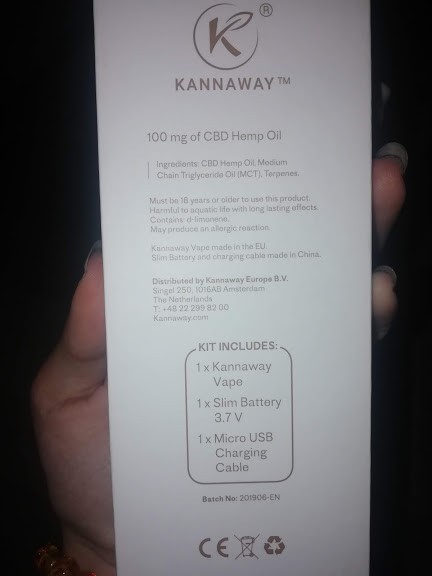 K®
KANNAWAY™
100 mg of CBD Hemp Oil
Ingredients: CBD Hemp Oil, Medium
Chain Triglyceride Oil (MCT), Terpenes.
Must be 18 years or older to use this product.
Harmful to aquatic life with long lasting effects.
Contains: d-limonene.
May produce an allergic reaction.
Kannaway Vape made in the EU.
Slim Battery and charging cable made in China.
Distributed by Kannaway Europe B.V.
Singel 250, 1016AB Amsterdam
The Netherlands
T: +48 22 299 82 00
Kannaway.com
KIT INCLUDES:
1 x Kannaway
Vape
1 x Slim Battery
3.7 V
1 x Micro USB
Charging
Cable
Batch No: 201906-EN
CE